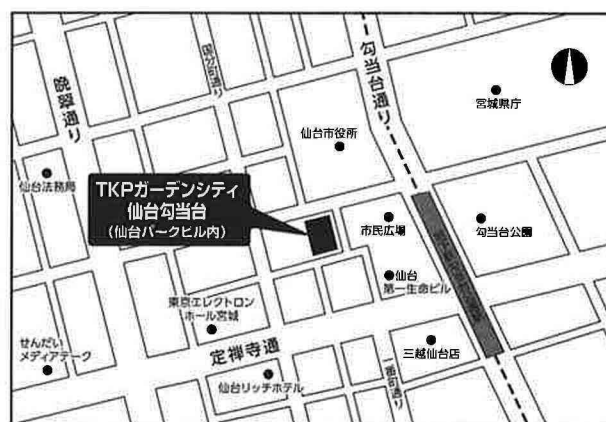 晩翠通り
国分町通り
勾当台通り
宮城県庁
仙台市役所
仙台法務局
TKPガーデンシティ
仙台勾当台
(仙台パークビル内)
市民広場
勾当台公園
仙台
第一生命ビル
東京エレクトロン
ホール宮城
せんだい
メディアテーク
定禅寺通
三越仙台店
仙台リッチホテル
一番町通り